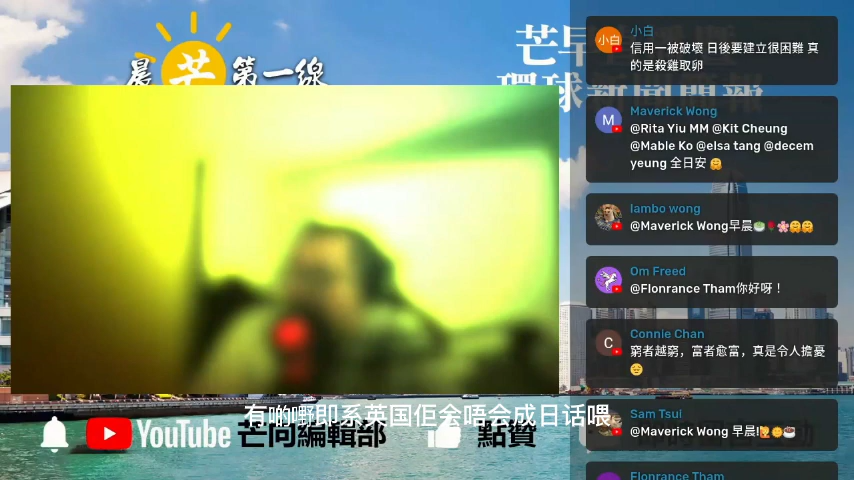 晨芒第一線
芒早
環球新聞簡報
有啲嘢即系英国佢会唔会成日话喂
YouTube 芒向編輯部
點贊
小白
信用一被破壞 日後要建立很困難 真
的是殺雞取卵
Maverick Wong
@Rita Yiu MM @Kit Cheung
@Mable Ko @elsa tang @decem
yeung 全日安 🤗
lambo wong
@Maverick Wong早晨🍵🌹🌸🤗🤗
Om Freed
@Flonrance Tham你好呀！
Connie Chan
窮者越窮，富者愈富，真是令人擔憂
😔
Sam Tsui
@Maverick Wong 早晨!
Flonrance Tham